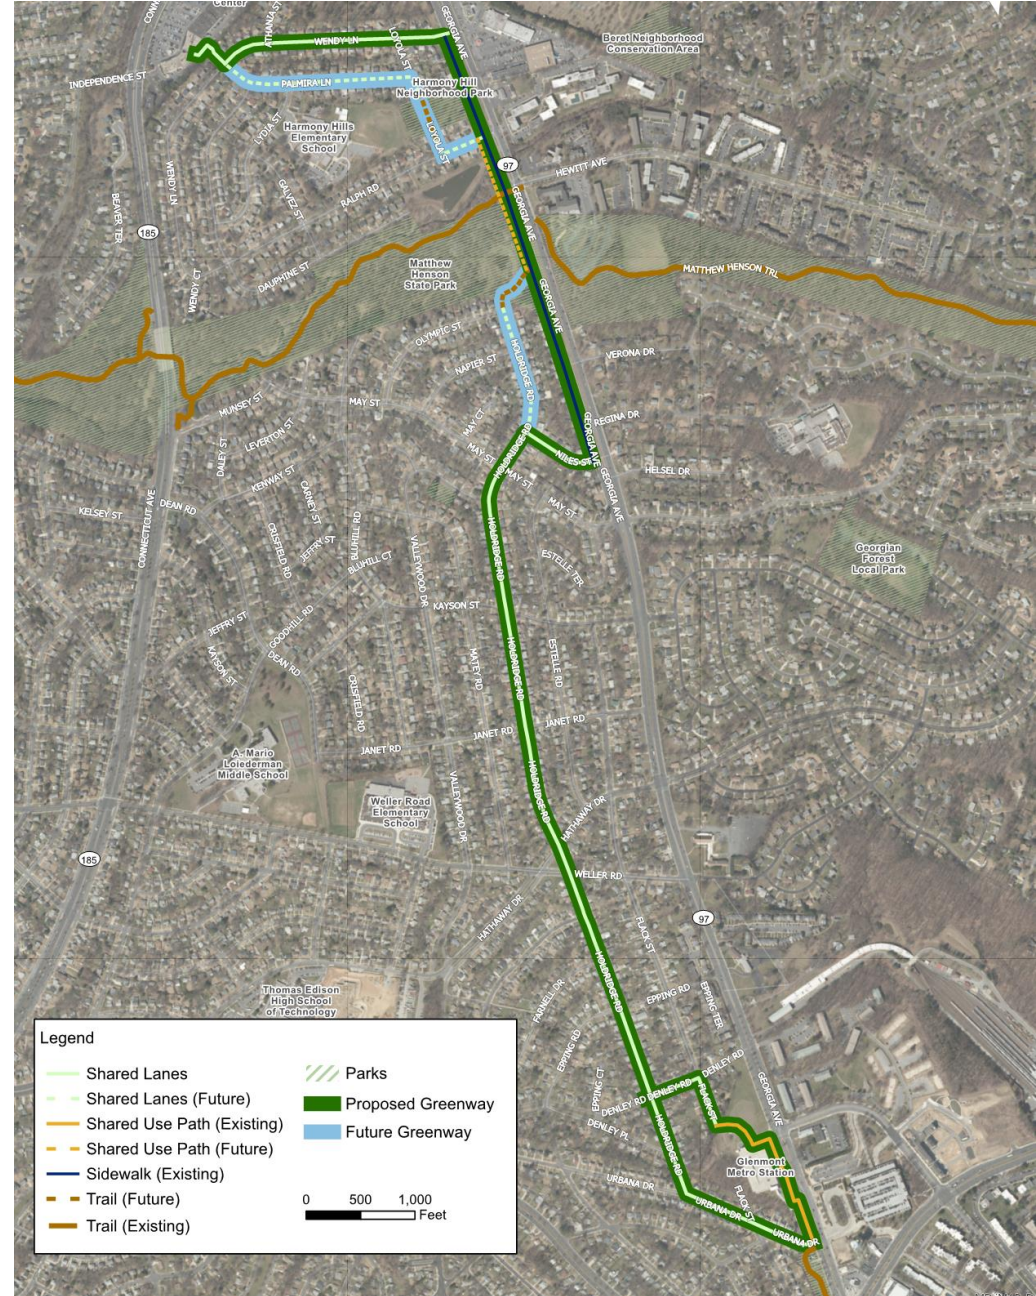 Center
CONN
ATHANIA ST
WENDY LN
LOYOLA ST
GEORGIA AVE
Beret Neighborhood
Conservation Area
INDEPENDENCE ST
PALMIRA LN
Harmony Hill
Neighborhood Park
LYDIA ST
Harmony Hills
Elementary
School
LOYOLA ST
97
HEWITT AVE
WENDY LN
BEAVER TER
GALVEZ ST
RALPH RD
GEORGIA AVE
185
Matthew
Henson
State Park
MATTHEW HENSON TRL
DAUPHINE ST
WENDY CT
GEORGIA AVE
OLYMPIC ST
HOLDRIDGE RD
NAPIER ST
VERONA DR
MUNSEY ST
MAY ST
MAY CT
REGINA DR
GEORGIA AVE
LEVERTON ST
DALEY ST
HOLDRIDGE RD
NILES ST
MAY ST
MAY ST
HELSEL DR
KENWAY ST
CARNEY ST
GEORGIA AVE
KELSEY ST
DEAN RD
MAY ST
CONNECTICUT AVE
CRISFIELD RD
JEFFRY ST
BLUHILL RD
BLUHILL CT
VALLEYWOOD DR
HOLDRIDGE RD
ESTELLE TER
Georgian
Forest
Local Park
KAYSON ST
JEFFRY ST
GOODHILL RD
KAYSON ST
DEAN RD
MATEY RD
HOLDRIDGE RD
ESTELLE RD
CRISFIELD RD
JANET RD
JANET RD
JANET RD
A. Mario
Loiederman
Middle School
Weller Road
Elementary
School
VALLEYWOOD DR
HOLDRIDGE RD
HATHAWAY DR
185
WELLER RD
HATHAWAY DR
97
FLACK ST
HOLDRIDGE RD
Thomas Edison
High School
of Technology
FARNELL DR
EPPING RD
EPPING TER
EPPING RD
EPPING CT
DENLEY RD
DENLEY RD
DENLEY RD
FLACK ST
GEORGIA AVE
DENLEY PL
HOLDRIDGE RD
Glenmont
Metro Station
URBANA DR
FLACK ST
URBANA DR
URBANA DR
Legend
Shared Lanes
Shared Lanes (Future)
Shared Use Path (Existing)
Shared Use Path (Future)
Sidewalk (Existing)
Trail (Future)
Trail (Existing)
Parks
Proposed Greenway
Future Greenway
0 500 1,000
Feet